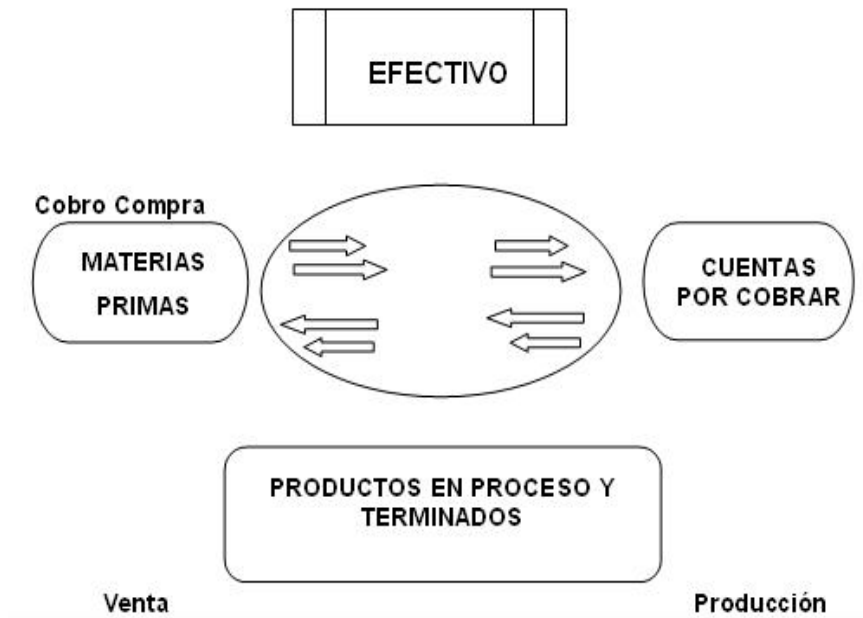 EFECTIVO
Cobro Compra
MATERIAS
PRIMAS
CUENTAS
POR COBRAR
PRODUCTOS EN PROCESO Y
TERMINADOS
Venta
Producción